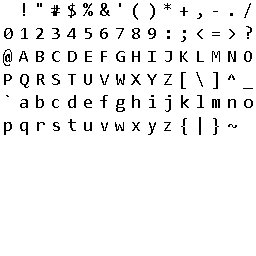 ! " # $ % & ' ( ) * + , - . /
0 1 2 3 4 5 6 7 8 9 : ; < = > ?
@ A B C D E F G H I J K L M N O
P Q R S T U V W X Y Z [ \ ] ^ _
` a b c d e f g h i j k l m n o
p q r s t u v w x y z { | } ~